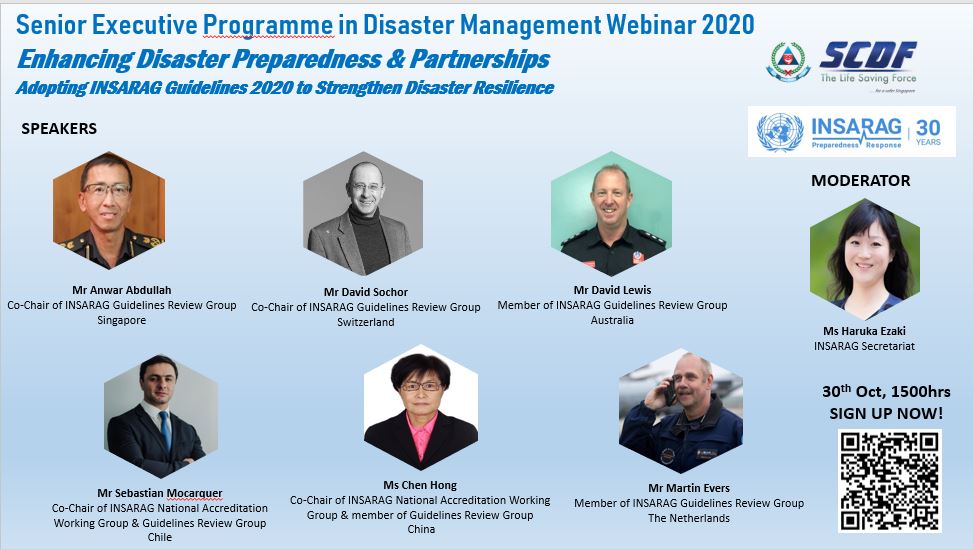 Senior Executive Programme in Disaster Management Webinar 2020
Enhancing Disaster Preparedness & Partnerships
Adopting INSARAG Guidelines 2020 to Strengthen Disaster Resilience
SCDF
The Life Saving Force
.... for a safer Singapore
INSARAG
Preparedness Response
30
YEARS
SPEAKERS
Mr Anwar Abdullah
Co-Chair of INSARAG Guidelines Review Group
Singapore
Mr David Sochor
Co-Chair of INSARAG Guidelines Review Group
Switzerland
Mr David Lewis
Member of INSARAG Guidelines Review Group
Australia
MODERATOR
Ms Haruka Ezaki
INSARAG Secretariat
Mr Sebastian Mocarquer
Co-Chair of INSARAG National Accreditation
Working Group & Guidelines Review Group
Chile
Ms Chen Hong
Co-Chair of INSARAG National Accreditation Working
Group & member of Guidelines Review Group
China
Mr Martin Evers
Member of INSARAG Guidelines Review Group
The Netherlands
30th Oct, 1500hrs
SIGN UP NOW!